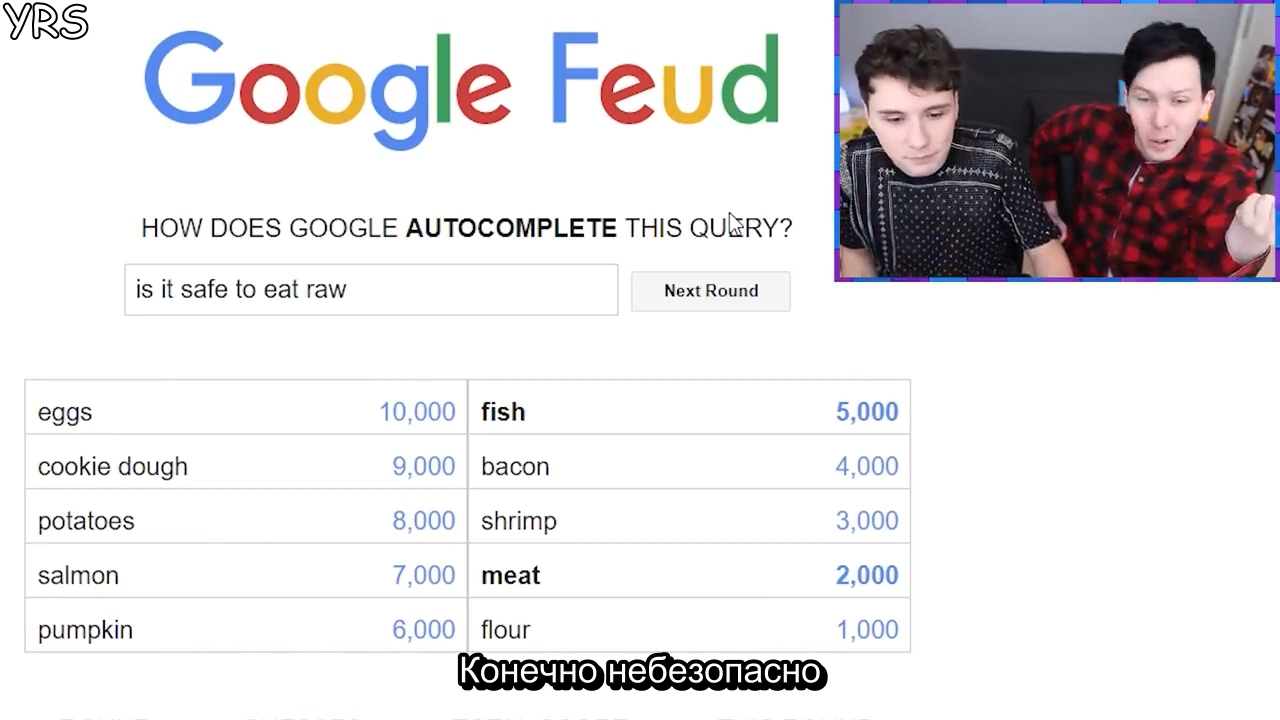 YRS
Google Feud
HOW DOES GOOGLE AUTOCOMPLETE THIS QUERY?
is it safe to eat raw
Next Round
eggs 10,000 fish 5,000
cookie dough 9,000 bacon 4,000
potatoes 8,000 shrimp 3,000
salmon 7,000 meat 2,000
pumpkin 6,000 flour 1,000
Конечно небезопасно